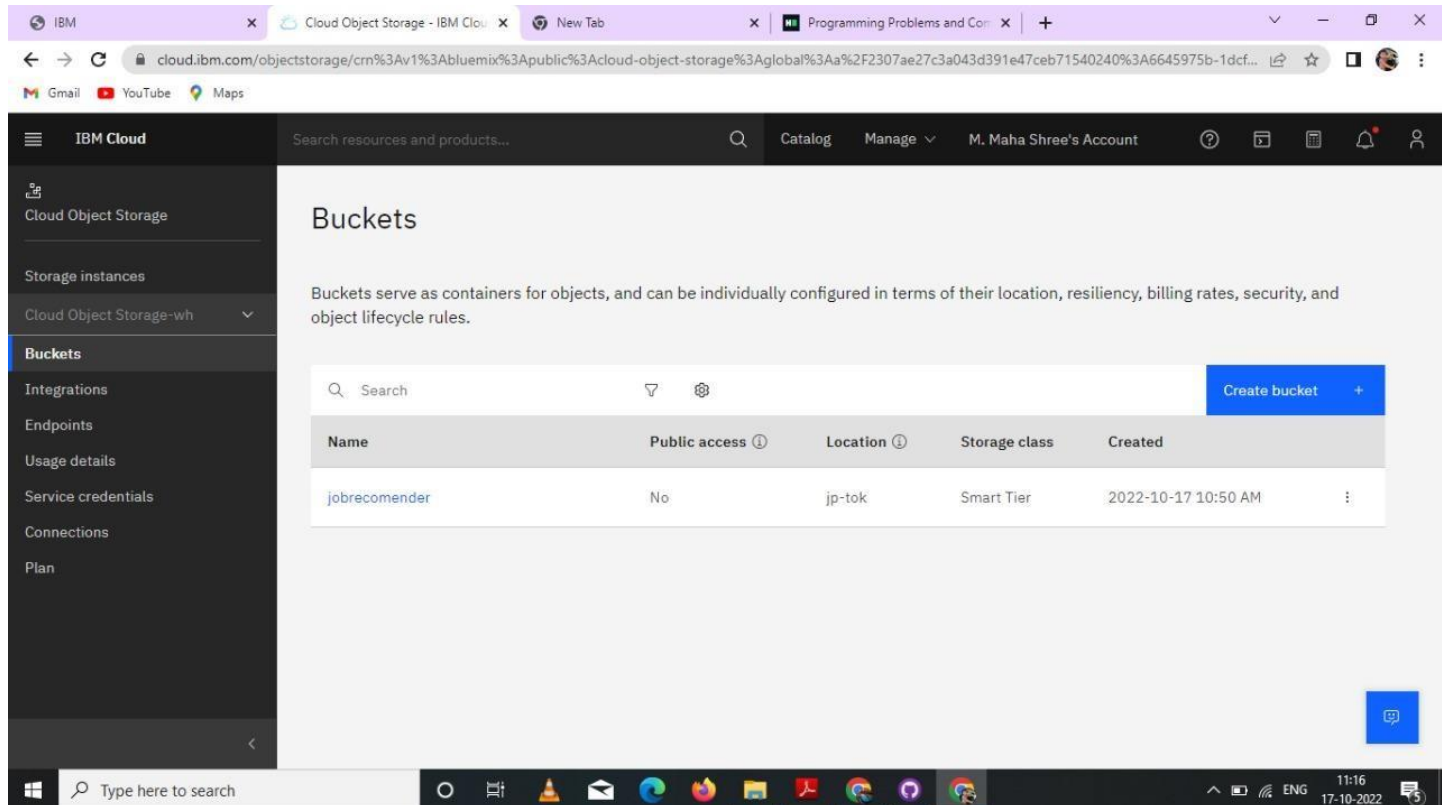 IBM
Cloud Object Storage - IBM Clou
New Tab
Programming Problems and Com
cloud.ibm.com/objectstorage/crn%3Av1%3Abluemix%3Apublic%3Acloud-object-storage%3Aglobal%3Aa%2F2307ae27c3a043d391e47ceb71540240%3A6645975b-1dcf...
Gmail YouTube Maps
IBM Cloud
Search resources and products...
Catalog Manage M. Maha Shree's Account
Cloud Object Storage
Storage instances
Cloud Object Storage-wh
Buckets
Integrations
Endpoints
Usage details
Service credentials
Connections
Plan
Buckets
Buckets serve as containers for objects, and can be individually configured in terms of their location, resiliency, billing rates, security, and
object lifecycle rules.
Search
Create bucket +
Name Public access Location Storage class Created
jobrecomender No jp-tok Smart Tier 2022-10-17 10:50 AM
Type here to search
ENG
11:16
17-10-2022
5